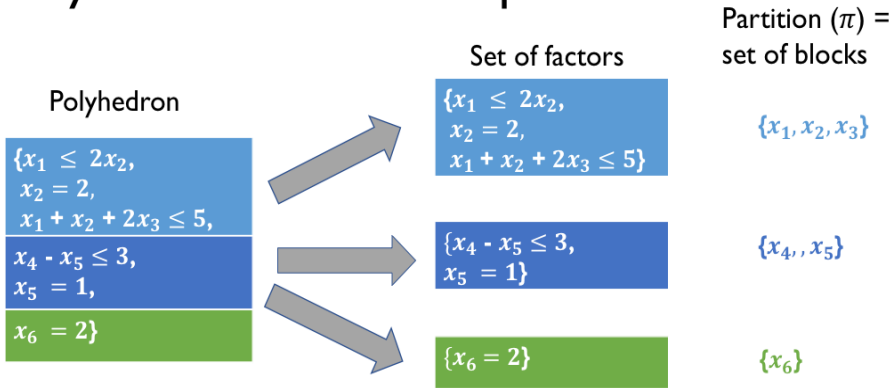 Partition (π) =
set of blocks
Set of factors
Polyhedron
{x₁ ≤ 2x₂,
x₂ = 2,
x₁ + x₂ + 2x₃ ≤ 5,
x₄ - x₅ ≤ 3,
x₅ = 1,
x₆ = 2}
{x₁ ≤ 2x₂,
x₂ = 2,
x₁ + x₂ + 2x₃ ≤ 5}
{x₁, x₂, x₃}
{x₄ - x₅ ≤ 3,
x₅ = 1}
{x₄, , x₅}
{x₆ = 2}
{x₆}